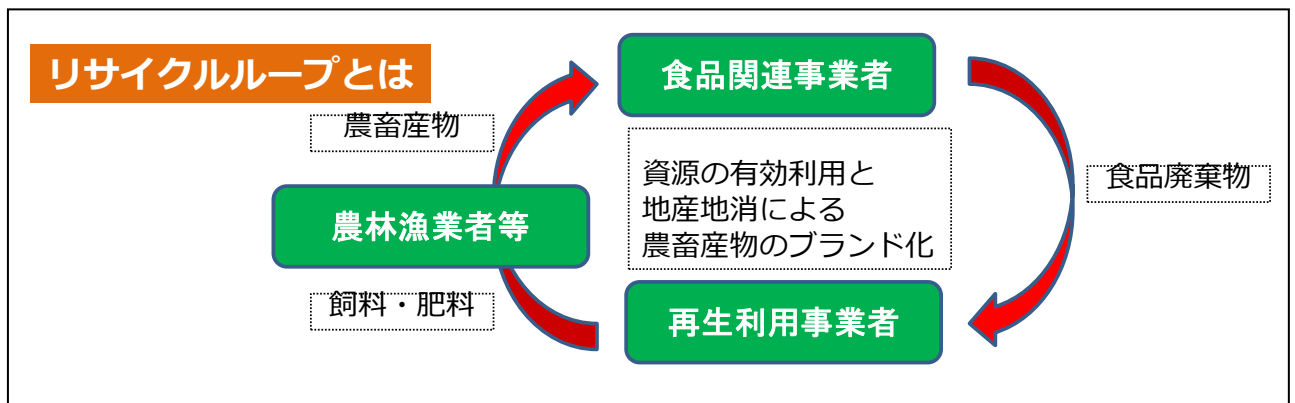 リサイクルループとは
食品関連事業者
農畜産物
資源の有効利用と
地産地消による
農畜産物のブランド化
食品廃棄物
農林漁業者等
飼料・肥料
再生利用事業者